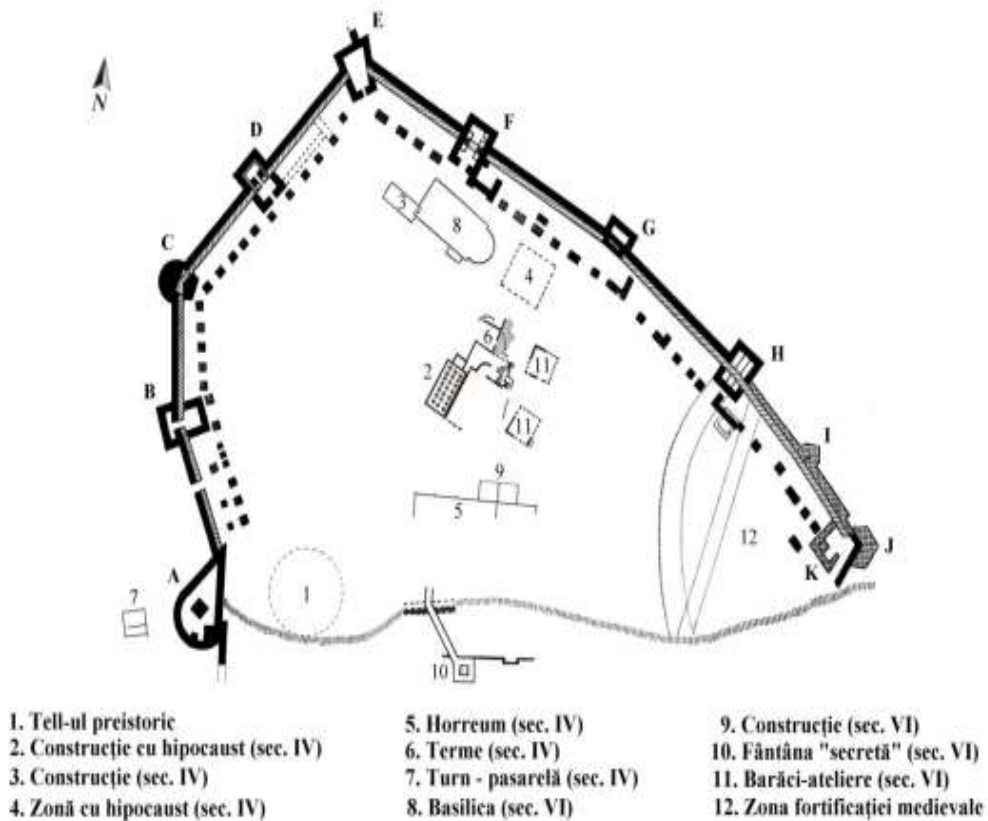 E
N
F
D
3
8
G
C
4
6
H
2
11
B
11
I
9
5
12
J
K
A
1
7
10
1. Tell-ul preistoric
2. Construcție cu hipocaust (sec. IV)
3. Construcție (sec. IV)
4. Zonă cu hipocaust (sec. IV)
5. Horreum (sec. IV)
6. Terme (sec. IV)
7. Turn - pasarelă (sec. IV)
8. Basilica (sec. VI)
9. Construcție (sec. VI)
10. Fântâna "secretă" (sec. VI)
11. Barăci-ateliere (sec. VI)
12. Zona fortificației medievale